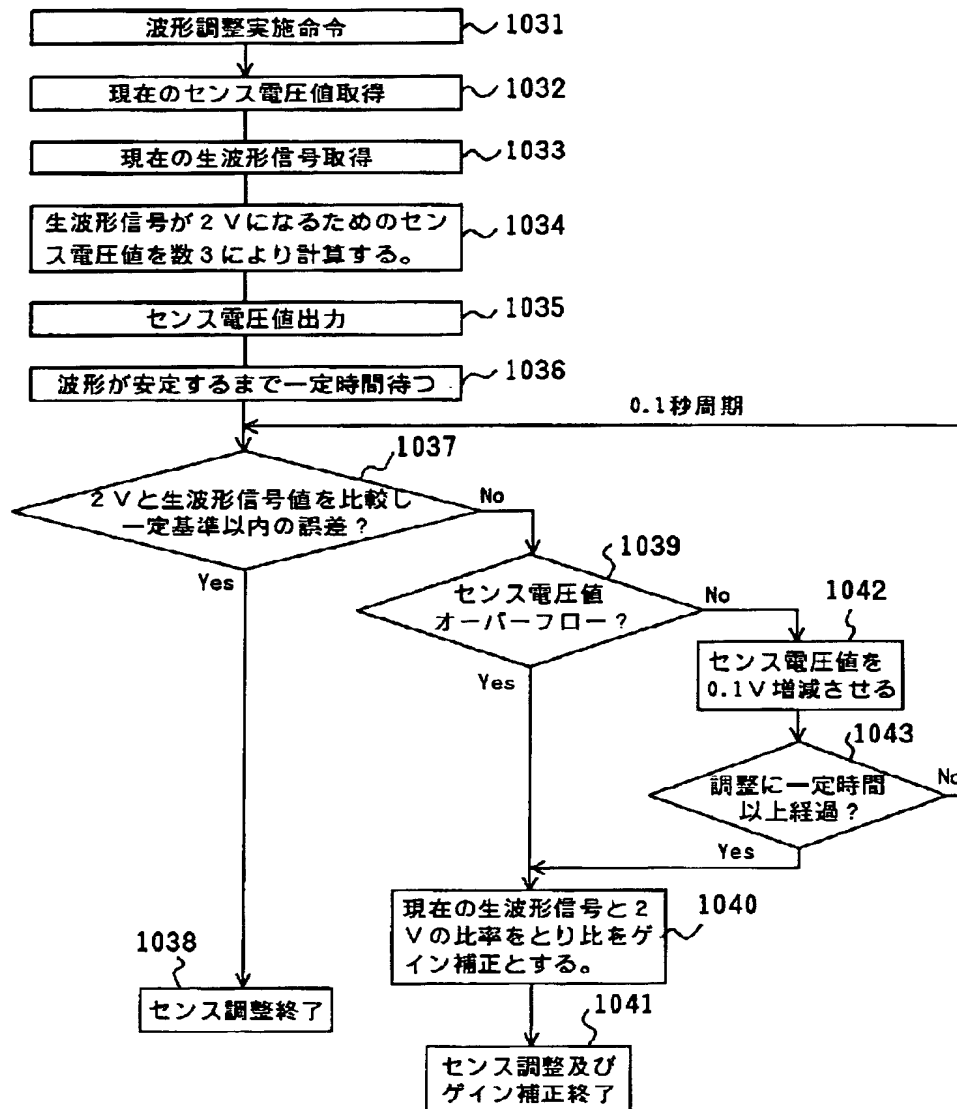 波形調整実施命令
1031
現在のセンス電圧値取得
1032
現在の生波形信号取得
1033
生波形信号が2Vになるためのセン
ス電圧値を数3により計算する。
1034
センス電圧値出力
1035
波形が安定するまで一定時間待つ
1036
0.1秒周期
1037
2Vと生波形信号値を比較し
一定基準以内の誤差?
No
Yes
1039
センス電圧値
オーバーフロー?
No
Yes
1042
センス電圧値を
0.1V増減させる
1043
調整に一定時間
以上経過?
No
Yes
現在の生波形信号と2
Vの比率をとり比をゲ
イン補正とする。
1040
1038
センス調整終了
1041
センス調整及び
ゲイン補正終了